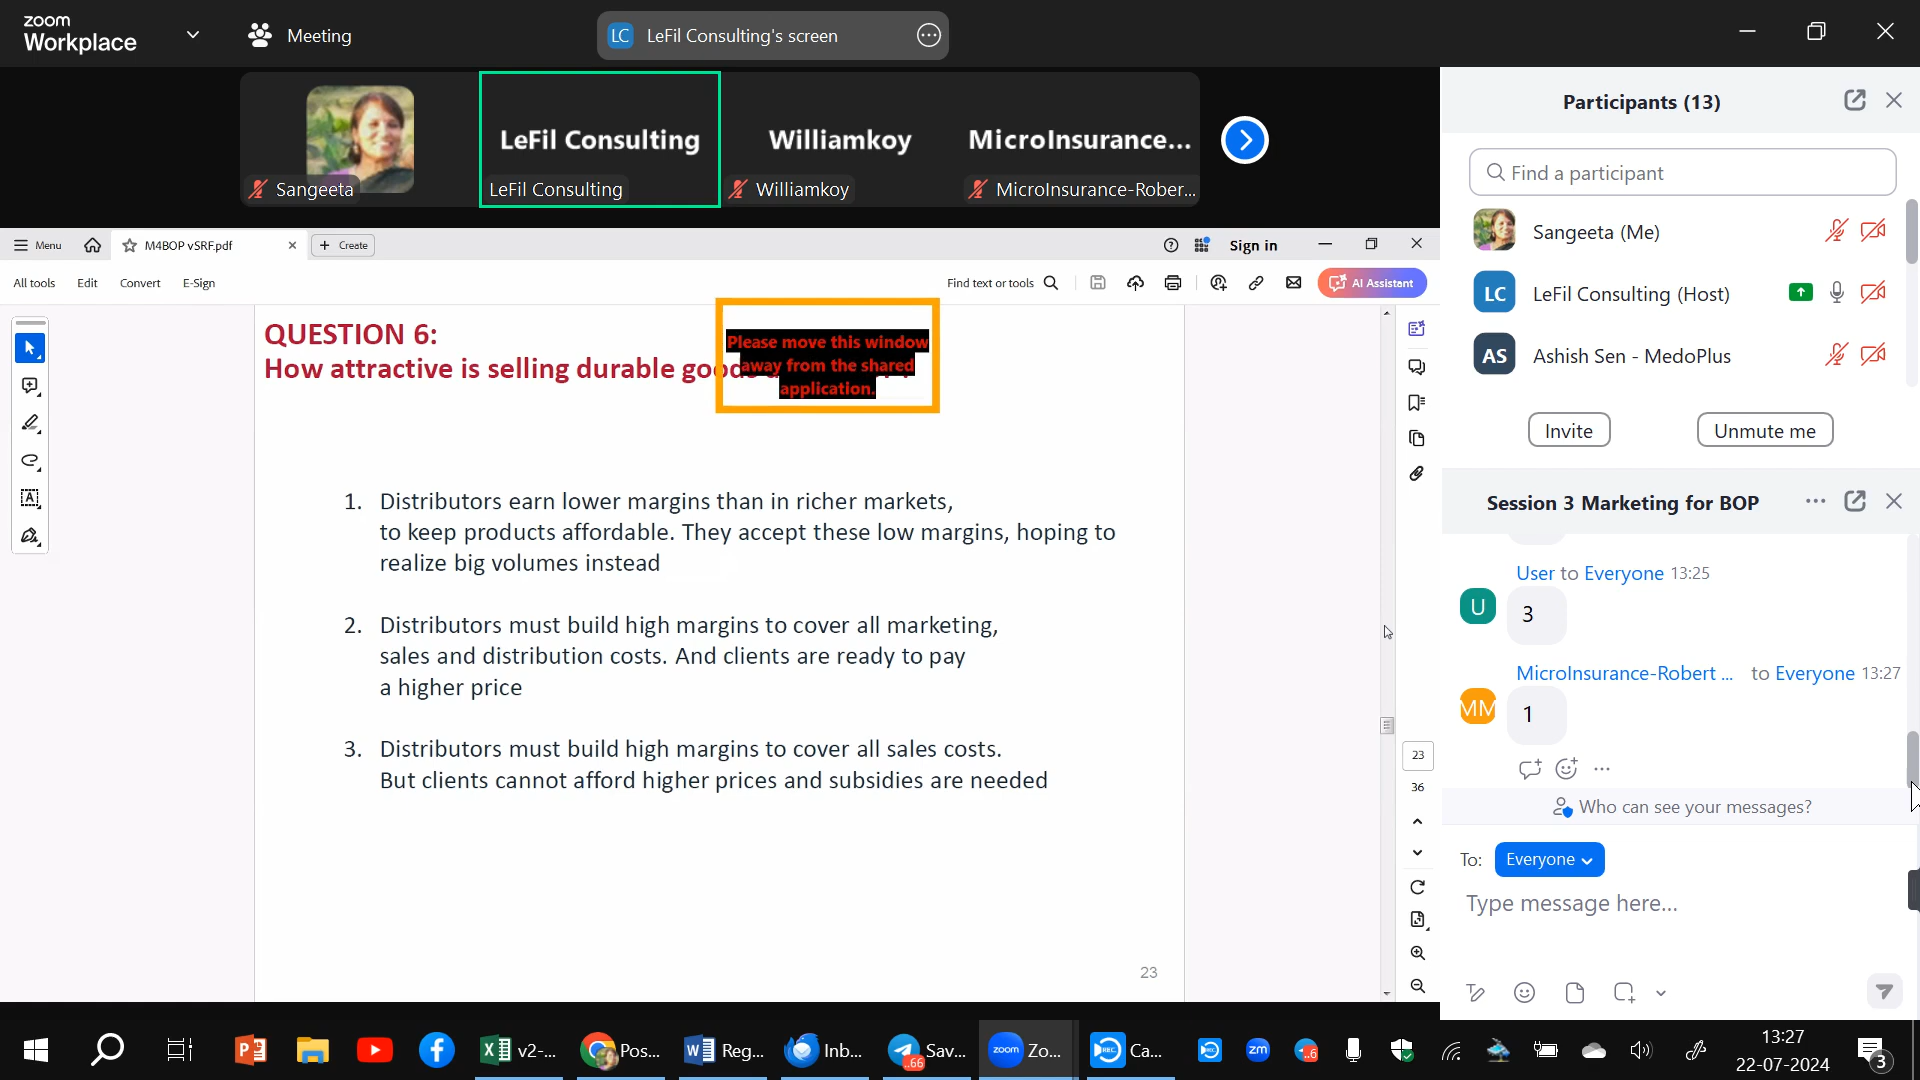 zoom
Workplace
Meeting
LC LeFil Consulting's screen
Sangeeta
LeFil Consulting
LeFil Consulting
Williamkoy
Williamkoy
MicroInsurance...
MicroInsurance-Rober...
Menu
M4BOP vSRF.pdf
Create
Sign in
All tools
Edit
Convert
E-Sign
Find text or tools
AI Assistant
QUESTION 6:
How attractive is selling durable goods
Please move this window
away from the shared
application.
1. Distributors earn lower margins than in richer markets,
to keep products affordable. They accept these low margins, hoping to
realize big volumes instead
2. Distributors must build high margins to cover all marketing,
sales and distribution costs. And clients are ready to pay
a higher price
3. Distributors must build high margins to cover all sales costs.
But clients cannot afford higher prices and subsidies are needed
23
23
36
Participants (13)
Find a participant
Sangeeta (Me)
LC LeFil Consulting (Host)
AS Ashish Sen - MedoPlus
Invite
Unmute me
Session 3 Marketing for BOP
User to Everyone 13:25
U
3
MicroInsurance-Robert ... to Everyone 13:27
MM
1
Who can see your messages?
To: Everyone
Type message here...
v2-...
Pos...
Reg...
Inb...
66
Sav...
zoom
Zo...
REC
Ca...
REC
zm
6
13:27
22-07-2024
3